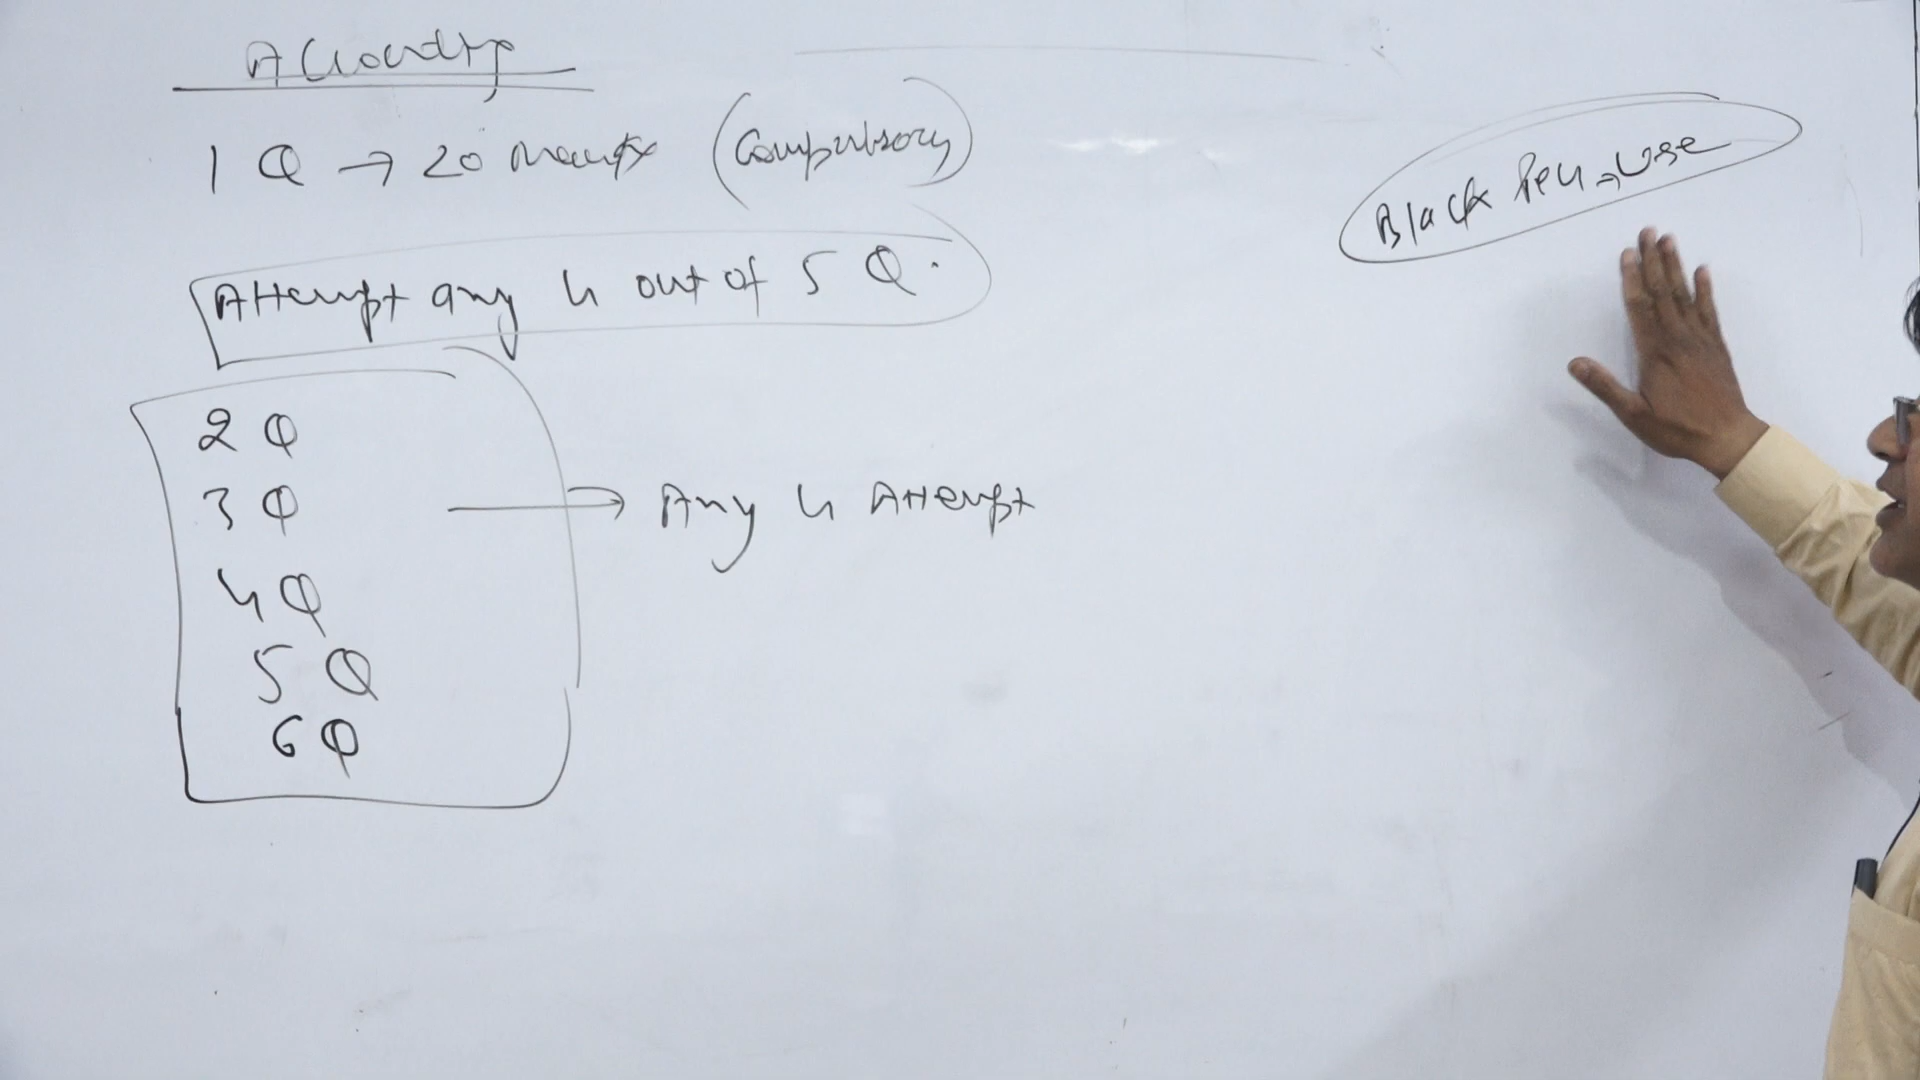 Accounting
1 Q → 20 Marks (Compulsory)
Black Pen → Use
Attempt any 4 out of 5 Q.
2 Q
3 Q → Any 4 Attempt
4 Q
5 Q
6 Q